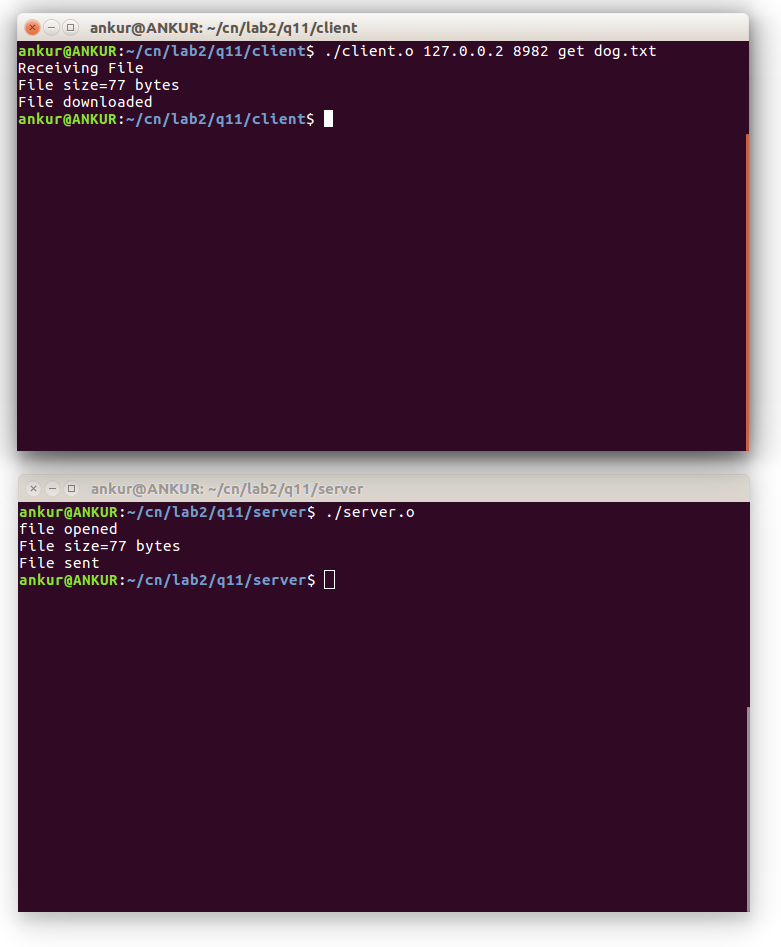 ankur@ANKUR: ~/cn/lab2/q11/client
ankur@ANKUR:~/cn/lab2/q11/client$ ./client.o 127.0.0.2 8982 get dog.txt
Receiving File
File size=77 bytes
File downloaded
ankur@ANKUR:~/cn/lab2/q11/client$
ankur@ANKUR: ~/cn/lab2/q11/server
ankur@ANKUR:~/cn/lab2/q11/server$ ./server.o
file opened
File size=77 bytes
File sent
ankur@ANKUR:~/cn/lab2/q11/server$